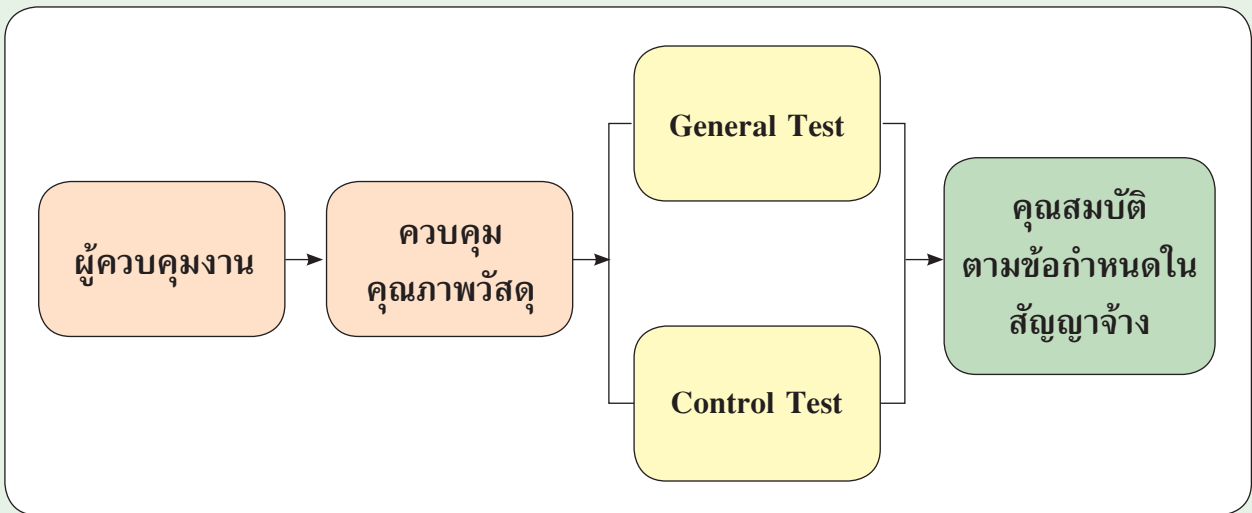 ผู้ควบคุมงาน
ควบคุม
คุณภาพวัสดุ
General Test
Control Test
คุณสมบัติ
ตามข้อกำหนดใน
สัญญาจ้าง